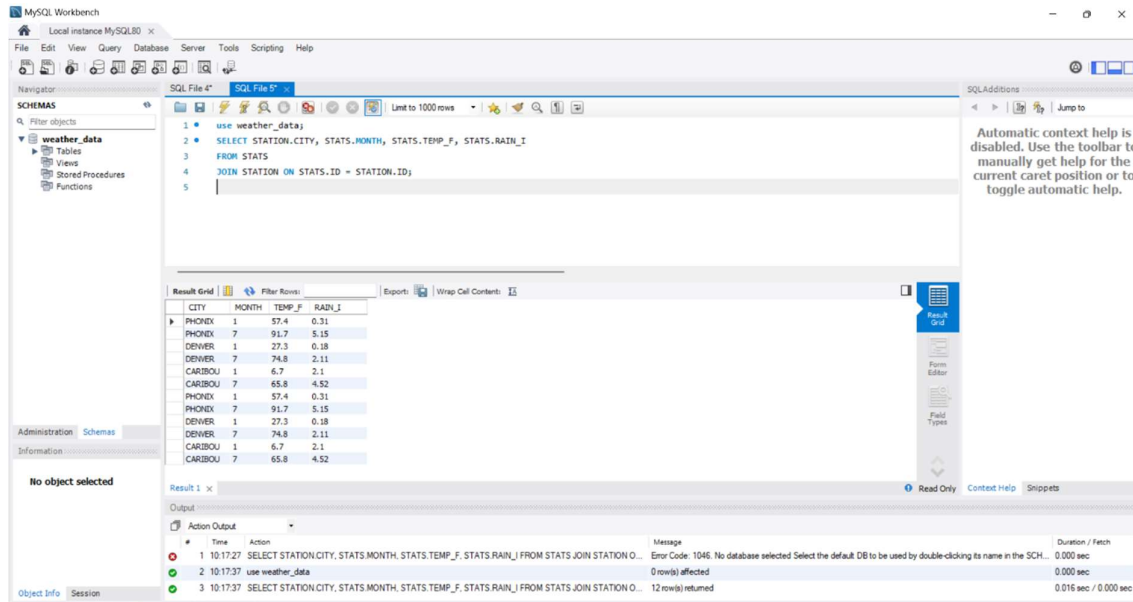 MySQL Workbench
Local instance MySQL80
File Edit View Query Database Server Tools Scripting Help
Navigator
SCHEMAS
Filter objects
weather_data
Tables
Views
Stored Procedures
Functions
Administration Schemas
Information
No object selected
Object Info Session
SQL File 4* SQL File 5*
Limit to 1000 rows
1 use weather_data;
2 SELECT STATION.CITY, STATS.MONTH, STATS.TEMP_F, STATS.RAIN_I
3 FROM STATS
4 JOIN STATION ON STATS.ID = STATION.ID;
5
Result Grid Filter Rows: Export: Wrap Cell Content:
CITY MONTH TEMP_F RAIN_I
PHONIX 1 57.4 0.31
PHONIX 7 91.7 5.15
DENVER 1 27.3 0.18
DENVER 7 74.8 2.11
CARIBOU 1 6.7 2.1
CARIBOU 7 65.8 4.52
PHONIX 1 57.4 0.31
PHONIX 7 91.7 5.15
DENVER 1 27.3 0.18
DENVER 7 74.8 2.11
CARIBOU 1 6.7 2.1
CARIBOU 7 65.8 4.52
Result
Grid
Form
Editor
Field
Types
Result 1 Read Only
SQLAdditions
Jump to
Automatic context help is
disabled. Use the toolbar to
manually get help for the
current caret position or to
toggle automatic help.
Context Help Snippets
Output
Action Output
# Time Action Message Duration / Fetch
1 10:17:27 SELECT STATION.CITY, STATS.MONTH, STATS.TEMP_F, STATS.RAIN_I FROM STATS JOIN STATION O... Error Code: 1046. No database selected Select the default DB to be used by double-clicking its name in the SCH... 0.000 sec
2 10:17:37 use weather_data 0 row(s) affected 0.000 sec
3 10:17:37 SELECT STATION.CITY, STATS.MONTH, STATS.TEMP_F, STATS.RAIN_I FROM STATS JOIN STATION O... 12 row(s) returned 0.016 sec / 0.000 sec